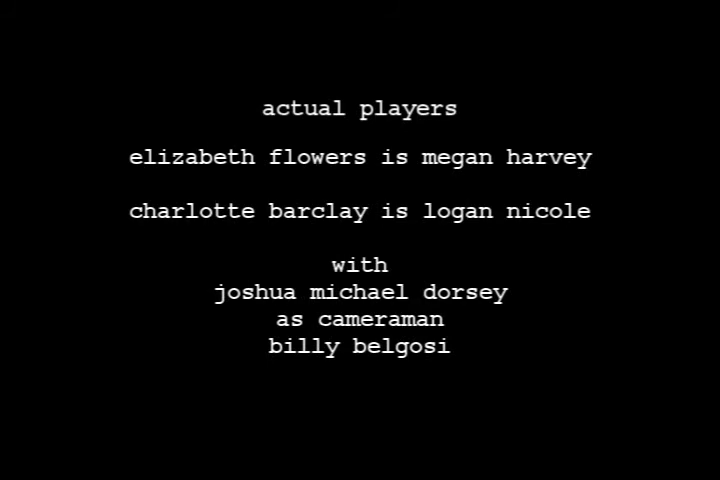 actual players
elizabeth flowers is megan harvey
charlotte barclay is logan nicole
with
joshua michael dorsey
as cameraman
billy belgosi